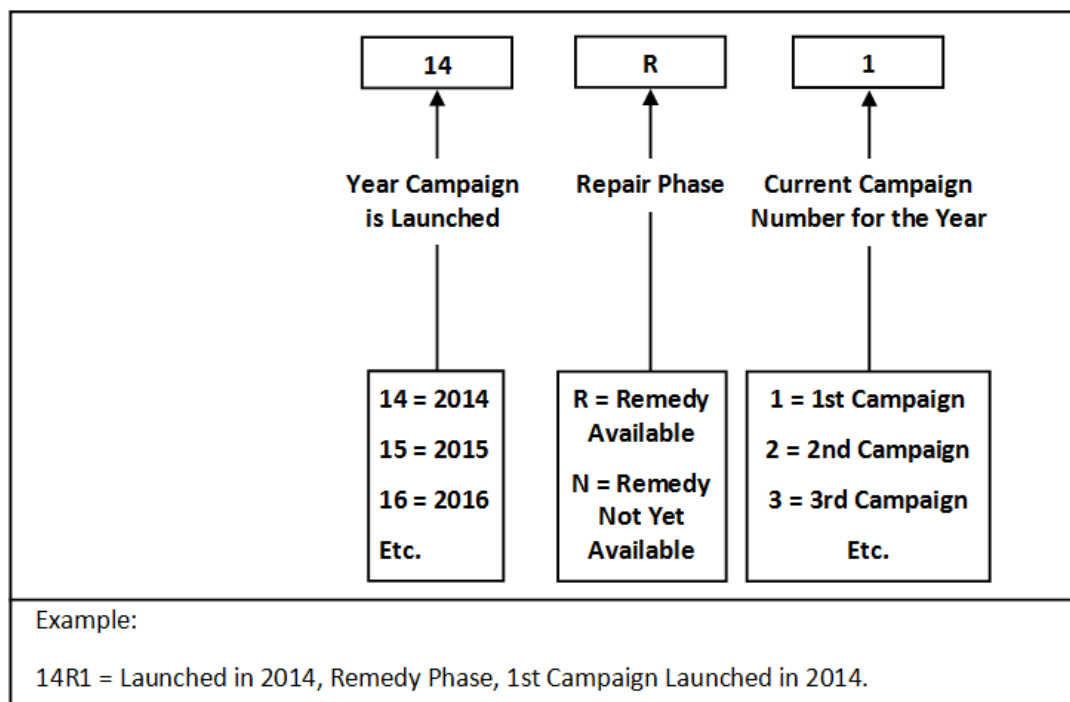 14
R
1
Year Campaign
is Launched
Repair Phase
Current Campaign
Number for the Year
14 = 2014
15 = 2015
16 = 2016
Etc.
R = Remedy
Available
N = Remedy
Not Yet
Available
1 = 1st Campaign
2 = 2nd Campaign
3 = 3rd Campaign
Etc.
Example:
14R1 = Launched in 2014, Remedy Phase, 1st Campaign Launched in 2014.